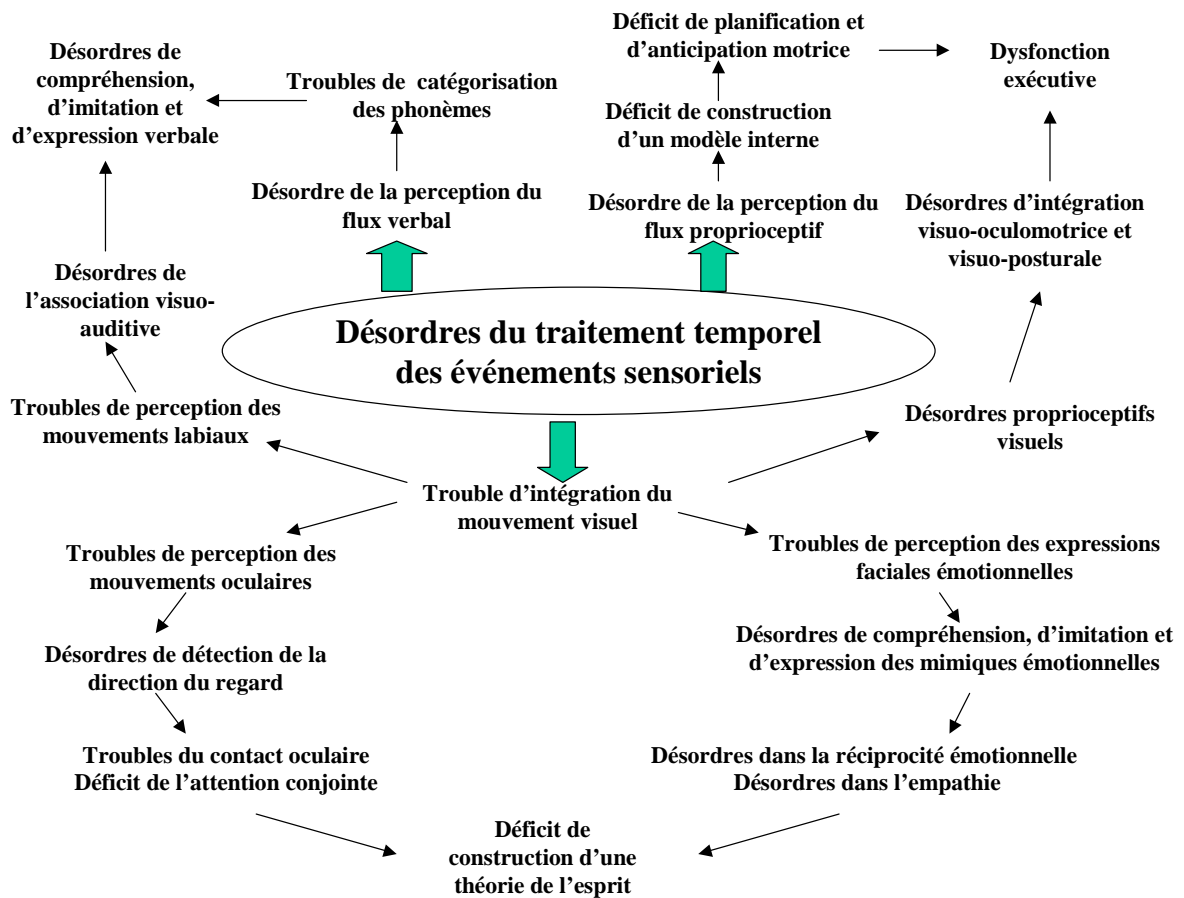 Déficit de planification et
d’anticipation motrice
Désordres de
compréhension,
d’imitation et
d’expression verbale
Troubles de catégorisation
des phonèmes
Dysfonction
exécutive
Déficit de construction
d’un modèle interne
Désordre de la perception du
flux verbal
Désordre de la perception du
flux proprioceptif
Désordres d’intégration
visuo-oculomotrice et
visuo-posturale
Désordres de
l’association visuo-
auditive
Désordres du traitement temporel
des événements sensoriels
Troubles de perception des
mouvements labiaux
Désordres proprioceptifs
visuels
Trouble d’intégration du
mouvement visuel
Troubles de perception des
mouvements oculaires
Troubles de perception des expressions
faciales émotionnelles
Désordres de détection de la
direction du regard
Désordres de compréhension, d’imitation et
d’expression des mimiques émotionnelles
Troubles du contact oculaire
Déficit de l’attention conjointe
Désordres dans la réciprocité émotionnelle
Désordres dans l’empathie
Déficit de
construction d’une
théorie de l’esprit